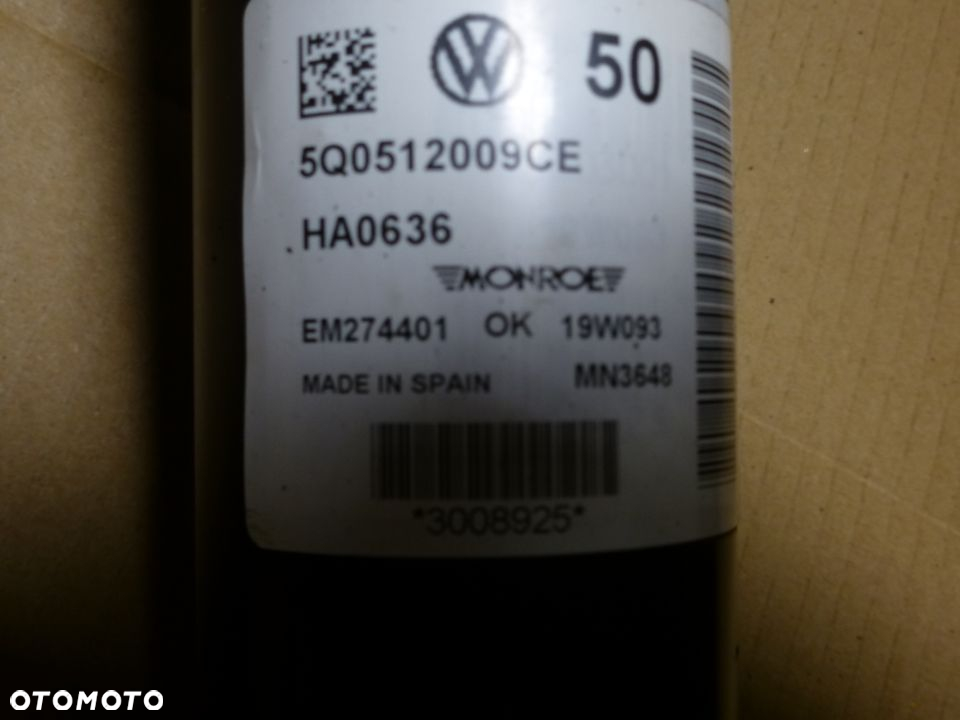 50
5Q0512009CE
HA0636
MONROE
EM274401 OK 19W093
MADE IN SPAIN MN3648
*3008925*
OTOMOTO